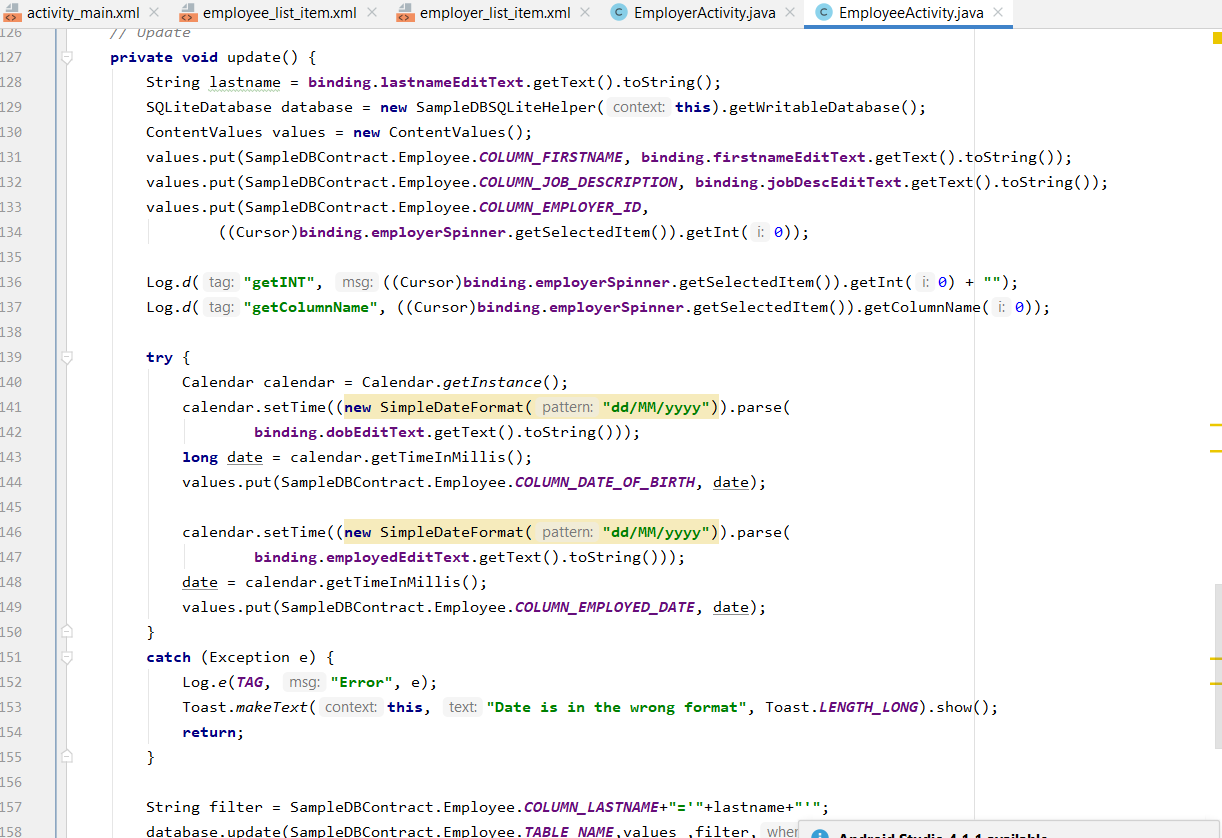 activity_main.xml employee_list_item.xml employer_list_item.xml EmployerActivity.java EmployeeActivity.java
126 // Update
127 private void update() {
128 String lastname = binding.lastnameEditText.getText().toString();
129 SQLiteDatabase database = new SampleDBSQLiteHelper( context: this).getWritableDatabase();
130 ContentValues values = new ContentValues();
131 values.put(SampleDBContract.Employee.COLUMN_FIRSTNAME, binding.firstnameEditText.getText().toString());
132 values.put(SampleDBContract.Employee.COLUMN_JOB_DESCRIPTION, binding.jobDescEditText.getText().toString());
133 values.put(SampleDBContract.Employee.COLUMN_EMPLOYER_ID,
134 ((Cursor)binding.employerSpinner.getSelectedItem()).getInt( i: 0));
135
136 Log.d( tag: "getINT", msg: ((Cursor)binding.employerSpinner.getSelectedItem()).getInt( i: 0) + "");
137 Log.d( tag: "getColumnName", ((Cursor)binding.employerSpinner.getSelectedItem()).getColumnName( i: 0));
138
139 try {
140 Calendar calendar = Calendar.getInstance();
141 calendar.setTime((new SimpleDateFormat( pattern: "dd/MM/yyyy")).parse(
142 binding.dobEditText.getText().toString()));
143 long date = calendar.getTimeInMillis();
144 values.put(SampleDBContract.Employee.COLUMN_DATE_OF_BIRTH, date);
145
146 calendar.setTime((new SimpleDateFormat( pattern: "dd/MM/yyyy")).parse(
147 binding.employedEditText.getText().toString()));
148 date = calendar.getTimeInMillis();
149 values.put(SampleDBContract.Employee.COLUMN_EMPLOYED_DATE, date);
150 }
151 catch (Exception e) {
152 Log.e(TAG, msg: "Error", e);
153 Toast.makeText( context: this, text: "Date is in the wrong format", Toast.LENGTH_LONG).show();
154 return;
155 }
156
157 String filter = SampleDBContract.Employee.COLUMN_LASTNAME+"='"+lastname+"'";
158 database.update(SampleDBContract.Employee.TABLE_NAME,values ,filter, wher
Android Studio 4.1.1 available